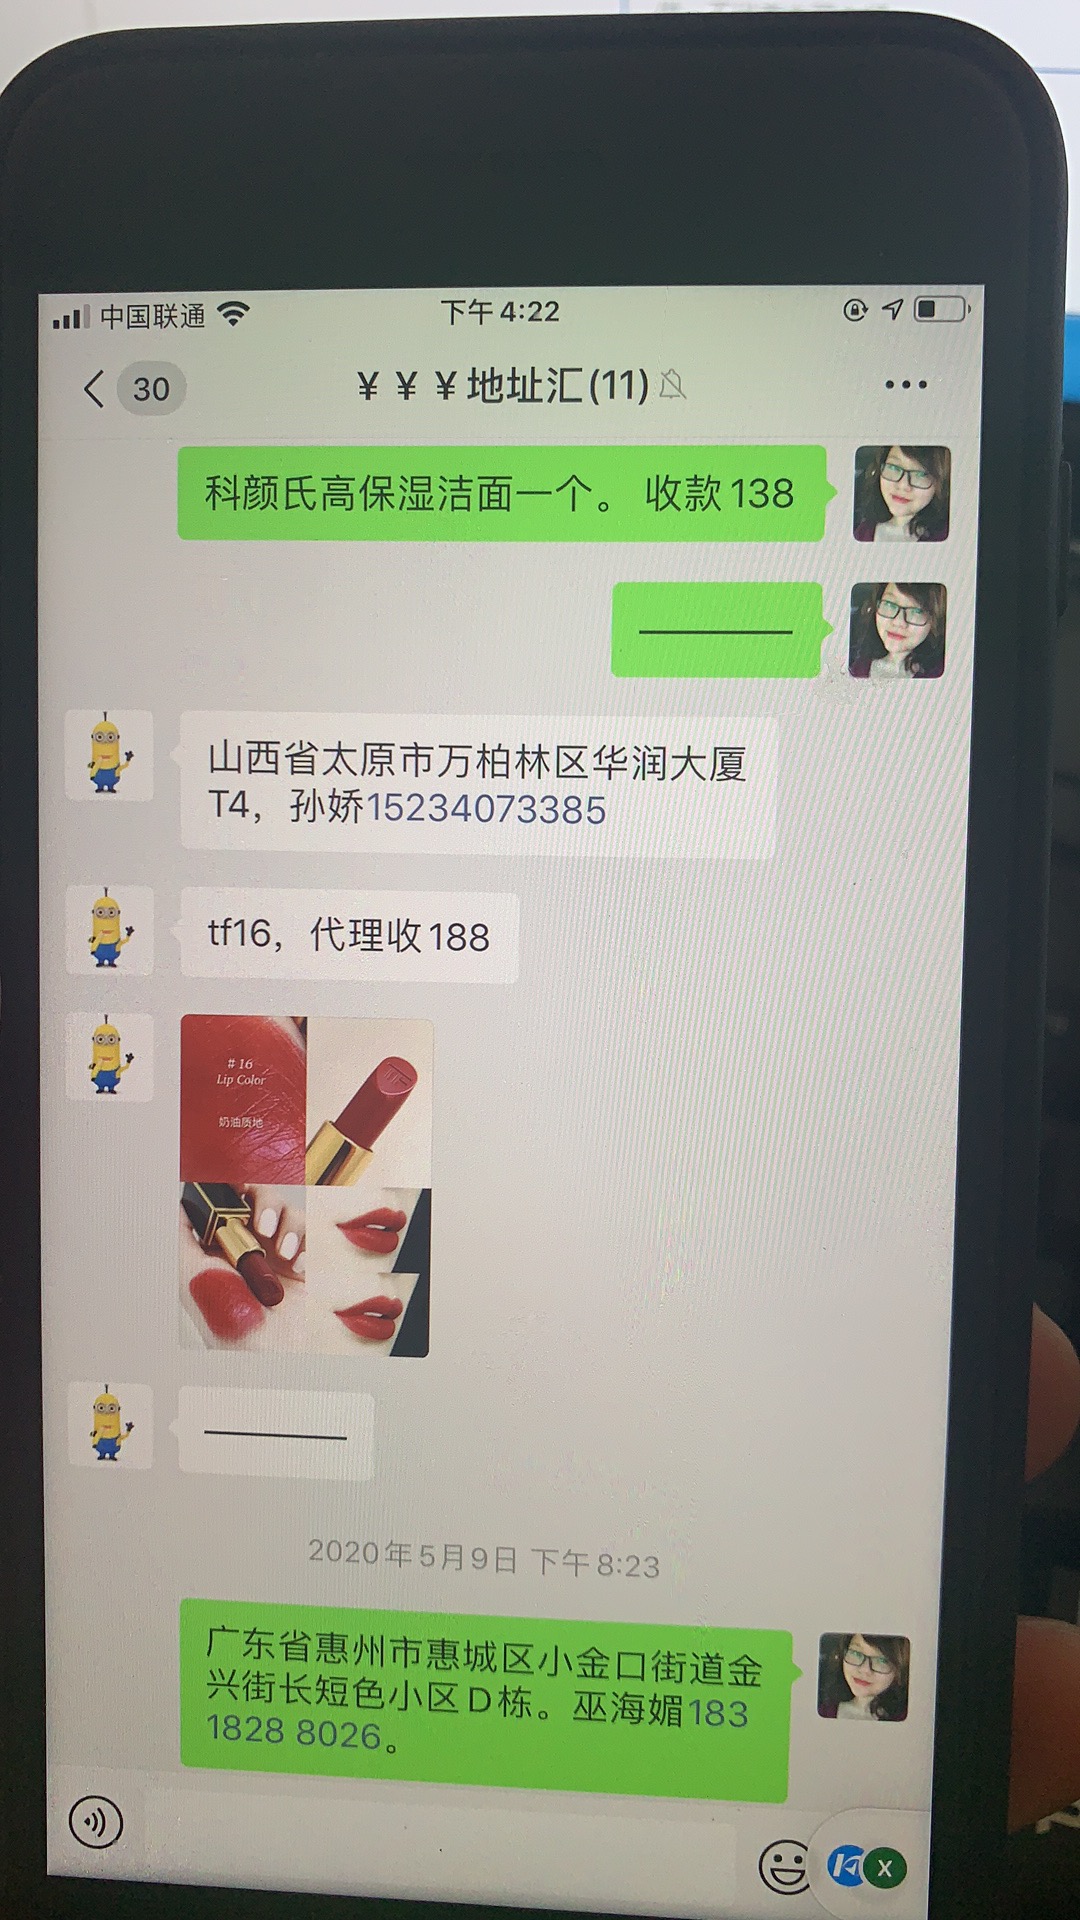 中国联通
下午4:22
30
¥ ¥ ¥地址汇(11)
科颜氏高保湿洁面一个。 收款138
山西省太原市万柏林区华润大厦
T4，孙娇15234073385
tf16，代理收188
#16
Lip Color
奶油质地
TF
2020年5月9日 下午8:23
广东省惠州市惠城区小金口街道金
兴街长短色小区D栋。巫海媚183
1828 8026。
X